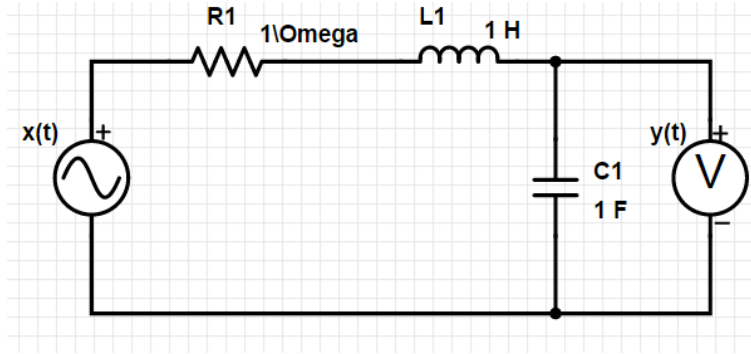 R1
1\Omega
L1
1 H
x(t)
+
y(t)
+
V
−
C1
1 F